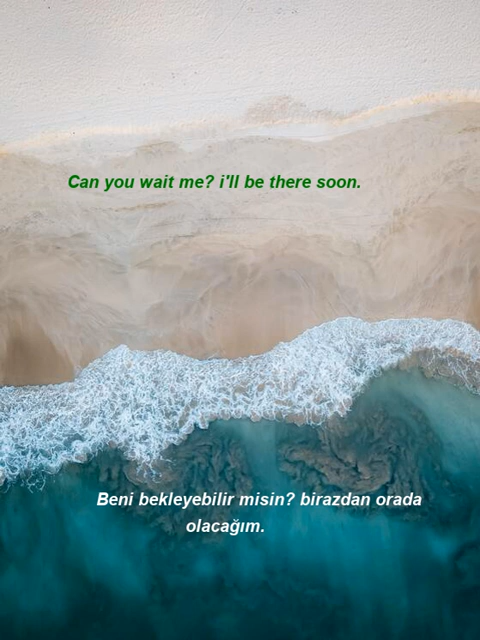 Can you wait me? i'll be there soon.
Beni bekleyebilir misin? birazdan orada
olacağım.